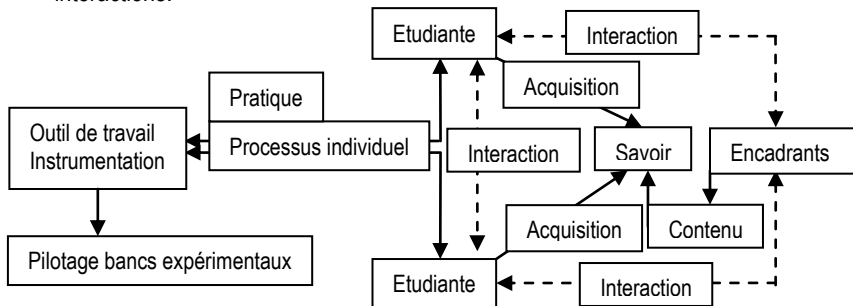 interactions.
Etudiante
Interaction
Acquisition
Pratique
Outil de travail
Instrumentation
Processus individuel
Interaction
Savoir
Encadrants
Acquisition
Contenu
Pilotage bancs expérimentaux
Etudiante
Interaction